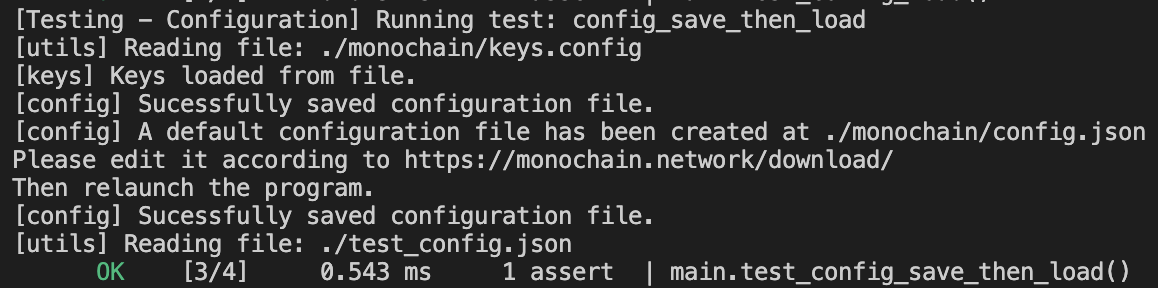 [Testing - Configuration] Running test: config_save_then_load
[utils] Reading file: ./monochain/keys.config
[keys] Keys loaded from file.
[config] Sucessfully saved configuration file.
[config] A default configuration file has been created at ./monochain/config.json
Please edit it according to https://monochain.network/download/
Then relaunch the program.
[config] Sucessfully saved configuration file.
[utils] Reading file: ./test_config.json
OK [3/4] 0.543 ms 1 assert | main.test_config_save_then_load()